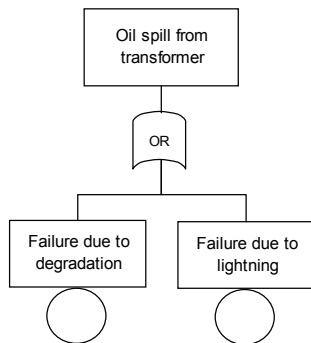 Oil spill from
transformer
OR
Failure due to
degradation
Failure due to
lightning